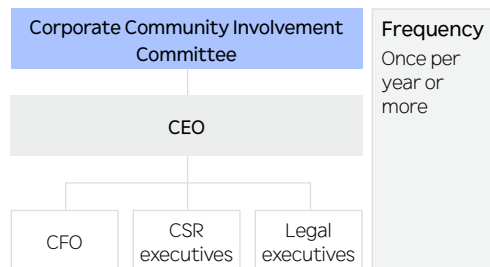 Corporate Community Involvement
Committee
Frequency
Once per
year or
more
CEO
CFO
CSR
executives
Legal
executives